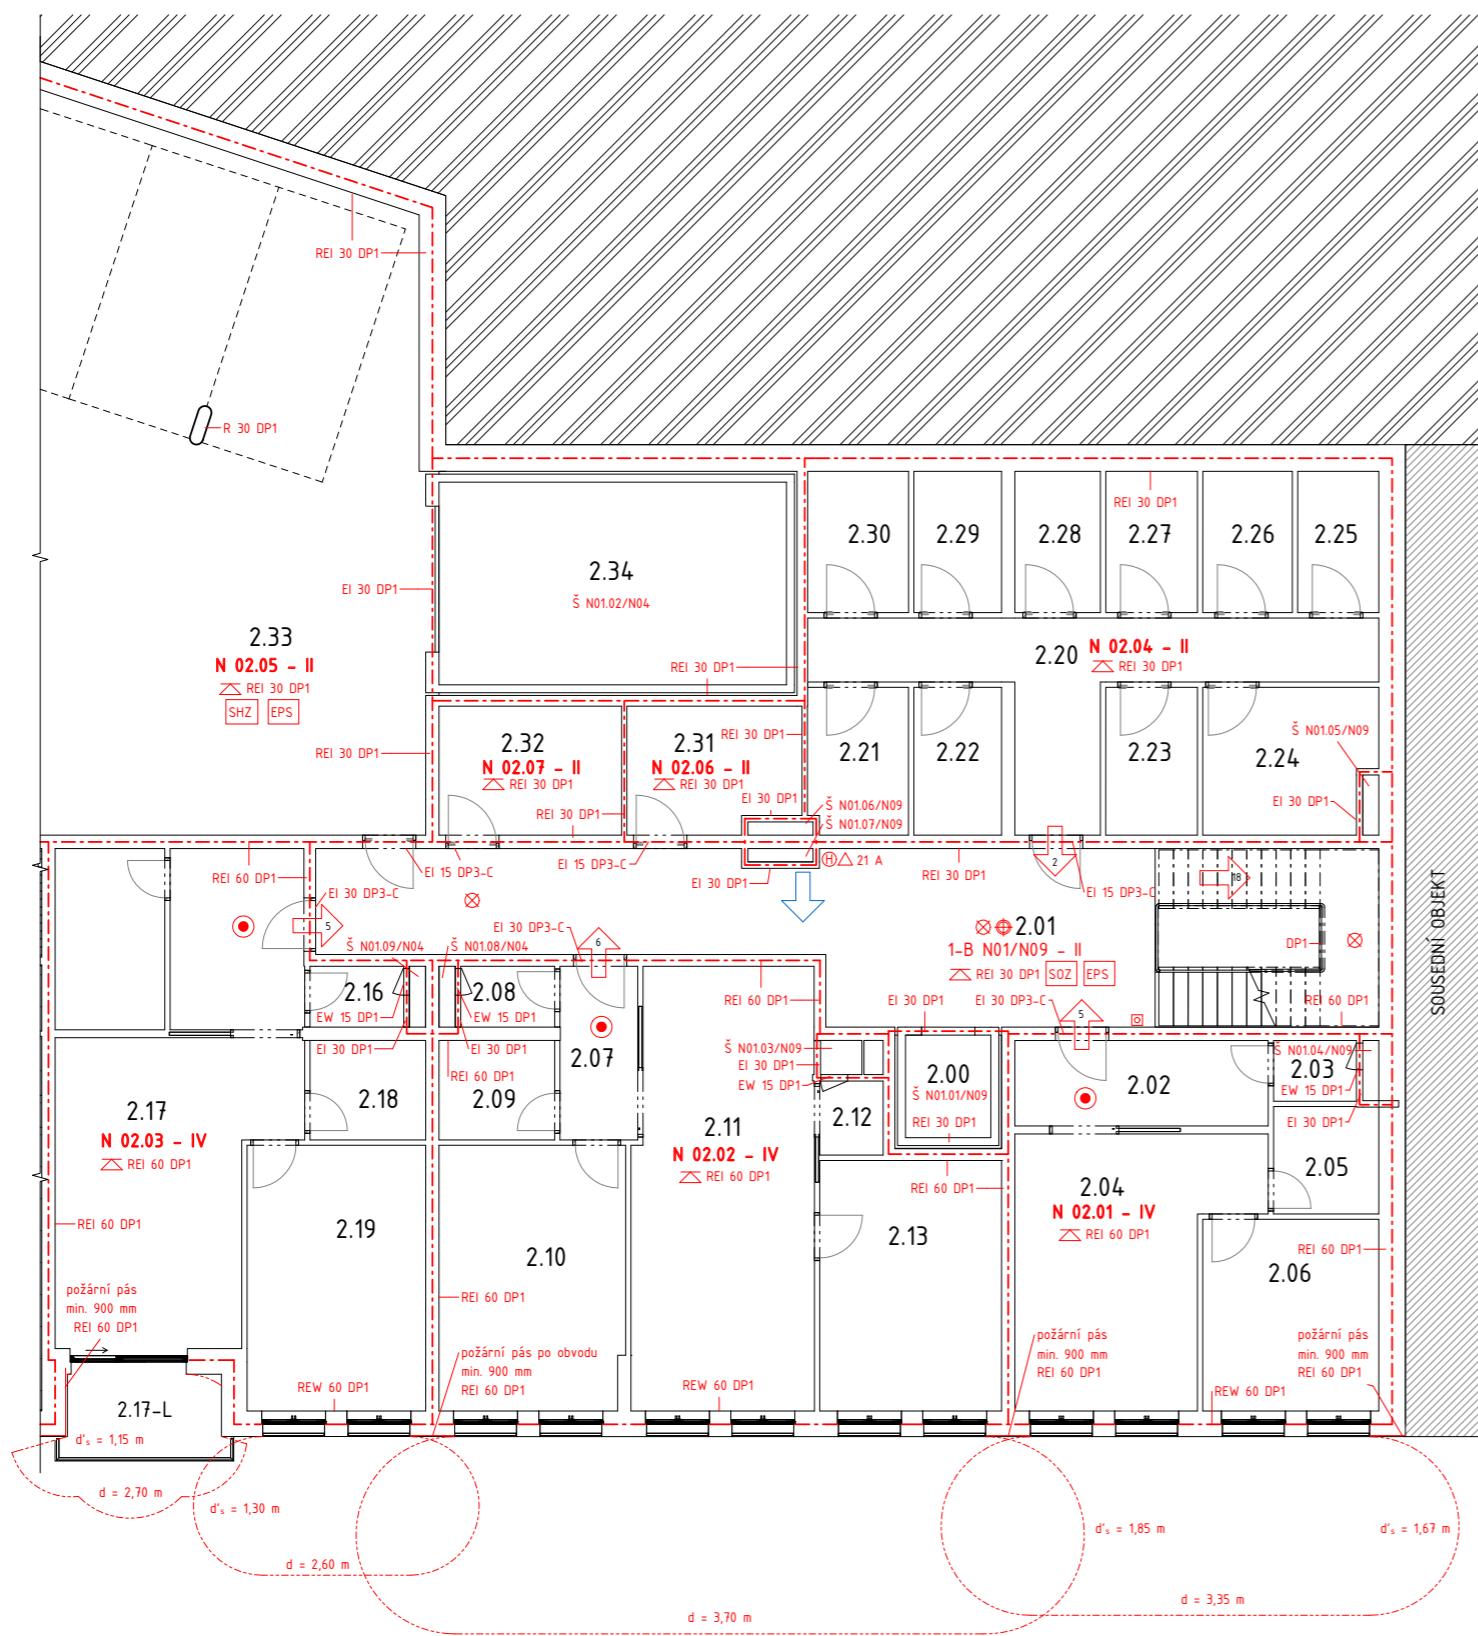 REI 30 DP1
R 30 DP1
2.30
2.29
2.28
2.27
2.26
2.25
REI 30 DP1
2.34
Š N01.02/N04
EI 30 DP1
2.33
N 02.05 - II
REI 30 DP1
SHZ
EPS
2.20
N 02.04 - II
REI 30 DP1
REI 30 DP1
REI 30 DP1
2.32
N 02.07 - II
REI 30 DP1
REI 30 DP1
2.31
N 02.06 - II
REI 30 DP1
REI 30 DP1
EI 30 DP1
2.21
2.22
2.23
2.24
Š N01.05/N09
EI 30 DP1
Š N01.06/N09
Š N01.07/N09
H
21 A
EI 30 DP1
REI 60 DP1
EI 15 DP3-C
EI 15 DP3-C
REI 30 DP1
2
EI 15 DP3-C
18
EI 30 DP3-C
5
EI 30 DP3-C
6
2.01
1-B N01/N09 - II
REI 30 DP1
SOZ
EPS
DP1
SOUSEDNÍ OBJEKT
Š N01.09/N04
Š N01.08/N04
2.16
2.08
EW 15 DP1
EW 15 DP1
EI 30 DP1
EI 30 DP1
REI 60 DP1
REI 60 DP1
EI 30 DP1
EI 30 DP3-C
5
REI 60 DP1
2.07
2.09
2.18
Š N01.03/N09
EI 30 DP1
EW 15 DP1
2.12
2.00
Š N01.01/N09
REI 30 DP1
2.02
Š N01.04/N09
2.03
EW 15 DP1
EI 30 DP1
2.17
N 02.03 - IV
REI 60 DP1
2.11
N 02.02 - IV
REI 60 DP1
REI 60 DP1
2.05
2.04
N 02.01 - IV
REI 60 DP1
REI 60 DP1
2.19
2.10
2.13
2.06
REI 60 DP1
požární pás
min. 900 mm
REI 60 DP1
REI 60 DP1
požární pás po obvodu
min. 900 mm
REI 60 DP1
požární pás
min. 900 mm
REI 60 DP1
požární pás
min. 900 mm
REI 60 DP1
REW 60 DP1
REW 60 DP1
REW 60 DP1
2.17-L
d's = 1,15 m
d = 2,70 m
d's = 1,30 m
d = 2,60 m
d = 3,70 m
d's = 1,85 m
d's = 1,67 m
d = 3,35 m